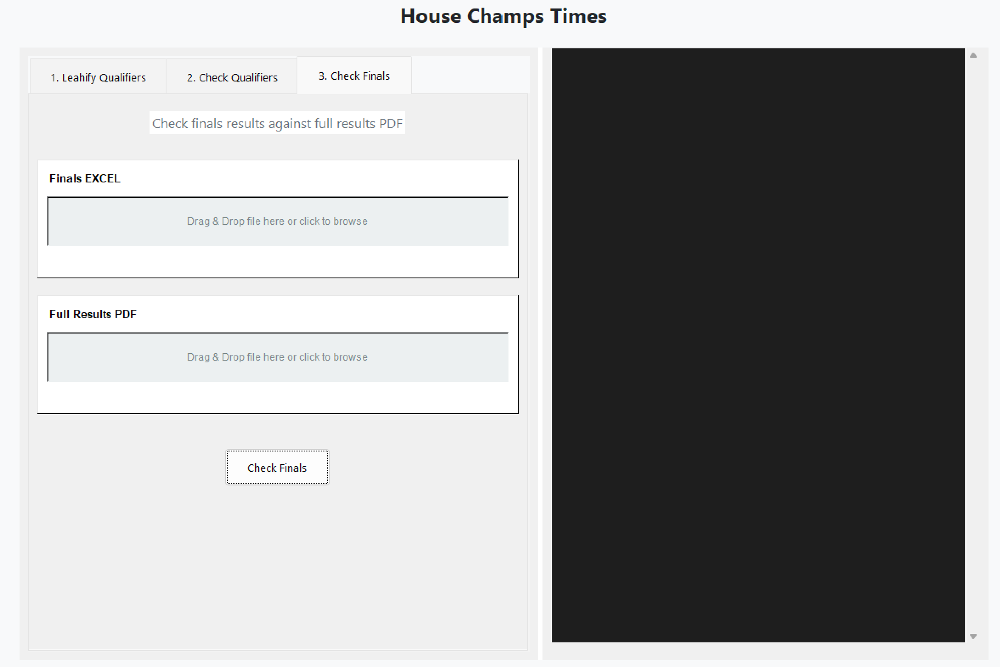 House Champs Times
1. Leahify Qualifiers
2. Check Qualifiers
3. Check Finals
Check finals results against full results PDF
Finals EXCEL
Drag & Drop file here or click to browse
Full Results PDF
Drag & Drop file here or click to browse
Check Finals